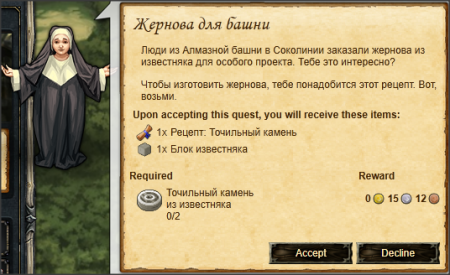 Жернова для башни
Люди из Алмазной башни в Соколинии заказали жернова из
известняка для особого проекта. Тебе это интересно?
Чтобы изготовить жернова, тебе понадобится этот рецепт. Вот,
возьми.
Upon accepting this quest, you will receive these items:
1x Рецепт: Точильный камень
1x Блок известняка
Required Reward
Точильный камень
из известняка
0/2
0 15 12
Accept Decline